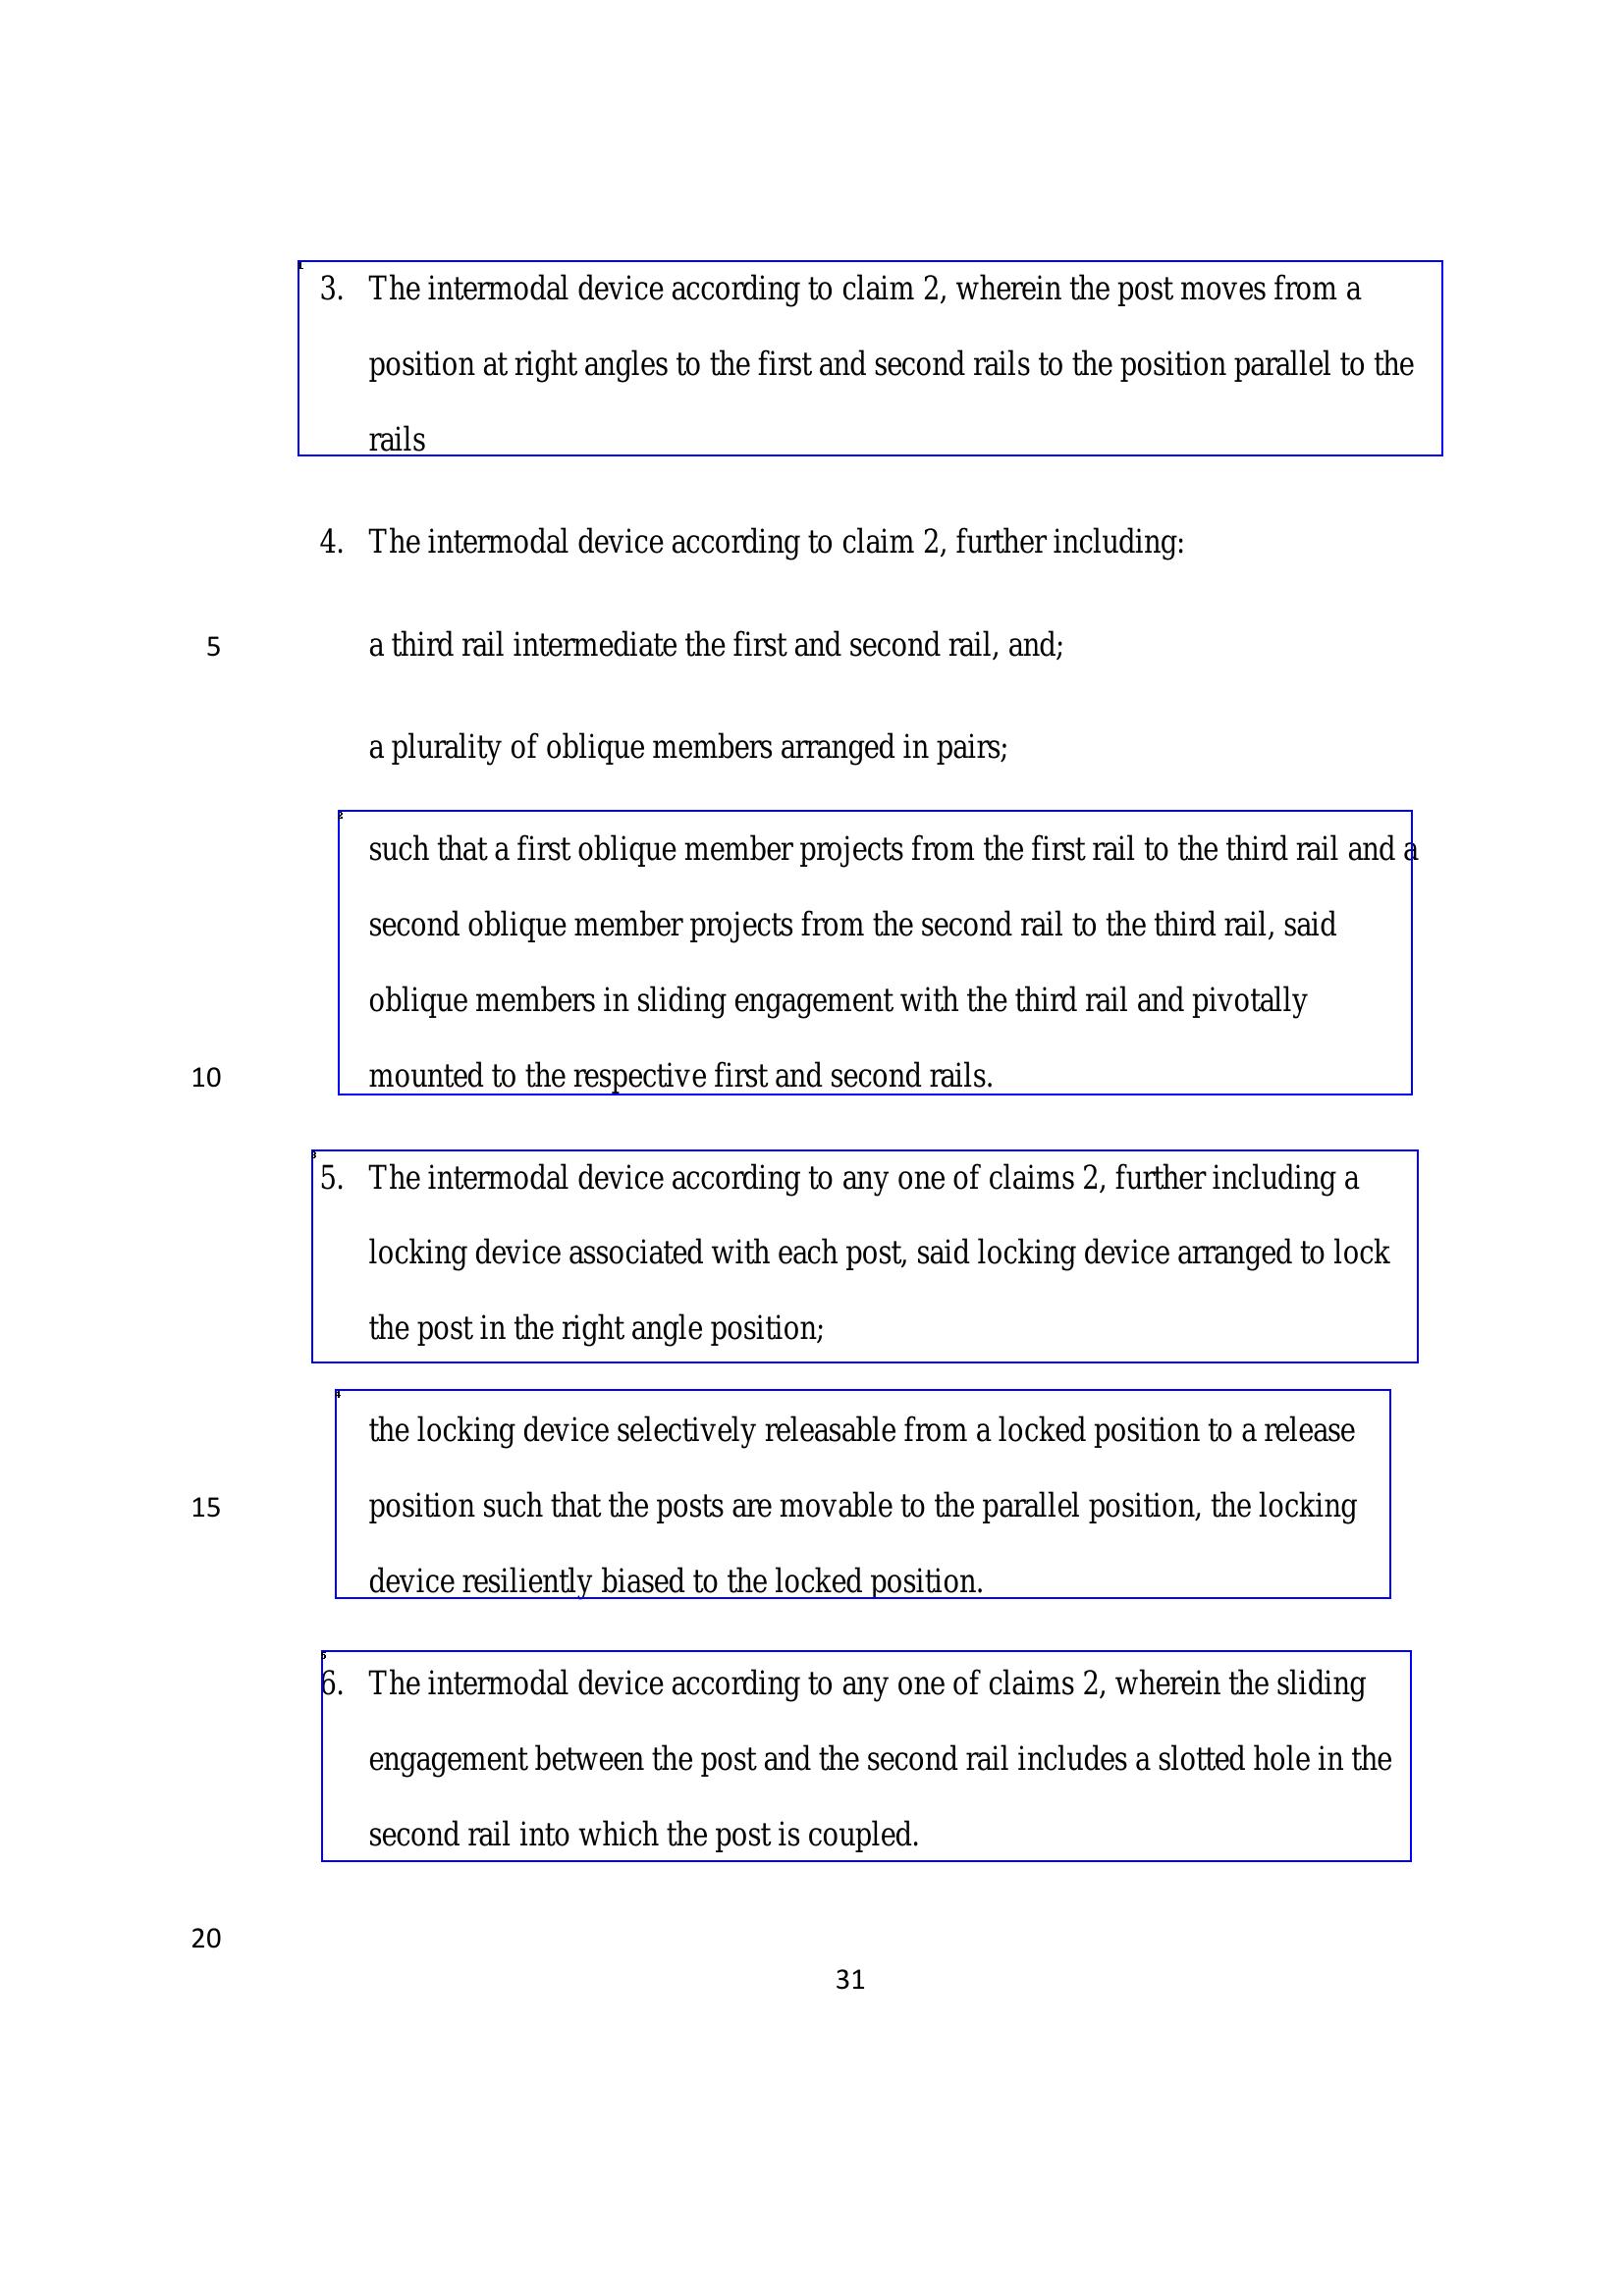 3. The intermodal device according to claim 2, wherein the post moves from a
position at right angles to the first and second rails to the position parallel to the
rails
4. The intermodal device according to claim 2, further including:
5 a third rail intermediate the first and second rail, and;
a plurality of oblique members arranged in pairs;
2
such that a first oblique member projects from the first rail to the third rail and a
second oblique member projects from the second rail to the third rail, said
oblique members in sliding engagement with the third rail and pivotally
10 mounted to the respective first and second rails.
3
5. The intermodal device according to any one of claims 2, further including a
locking device associated with each post, said locking device arranged to lock
the post in the right angle position;
4
the locking device selectively releasable from a locked position to a release
15 position such that the posts are movable to the parallel position, the locking
device resiliently biased to the locked position.
6. The intermodal device according to any one of claims 2, wherein the sliding
engagement between the post and the second rail includes a slotted hole in the
second rail into which the post is coupled.
20
31